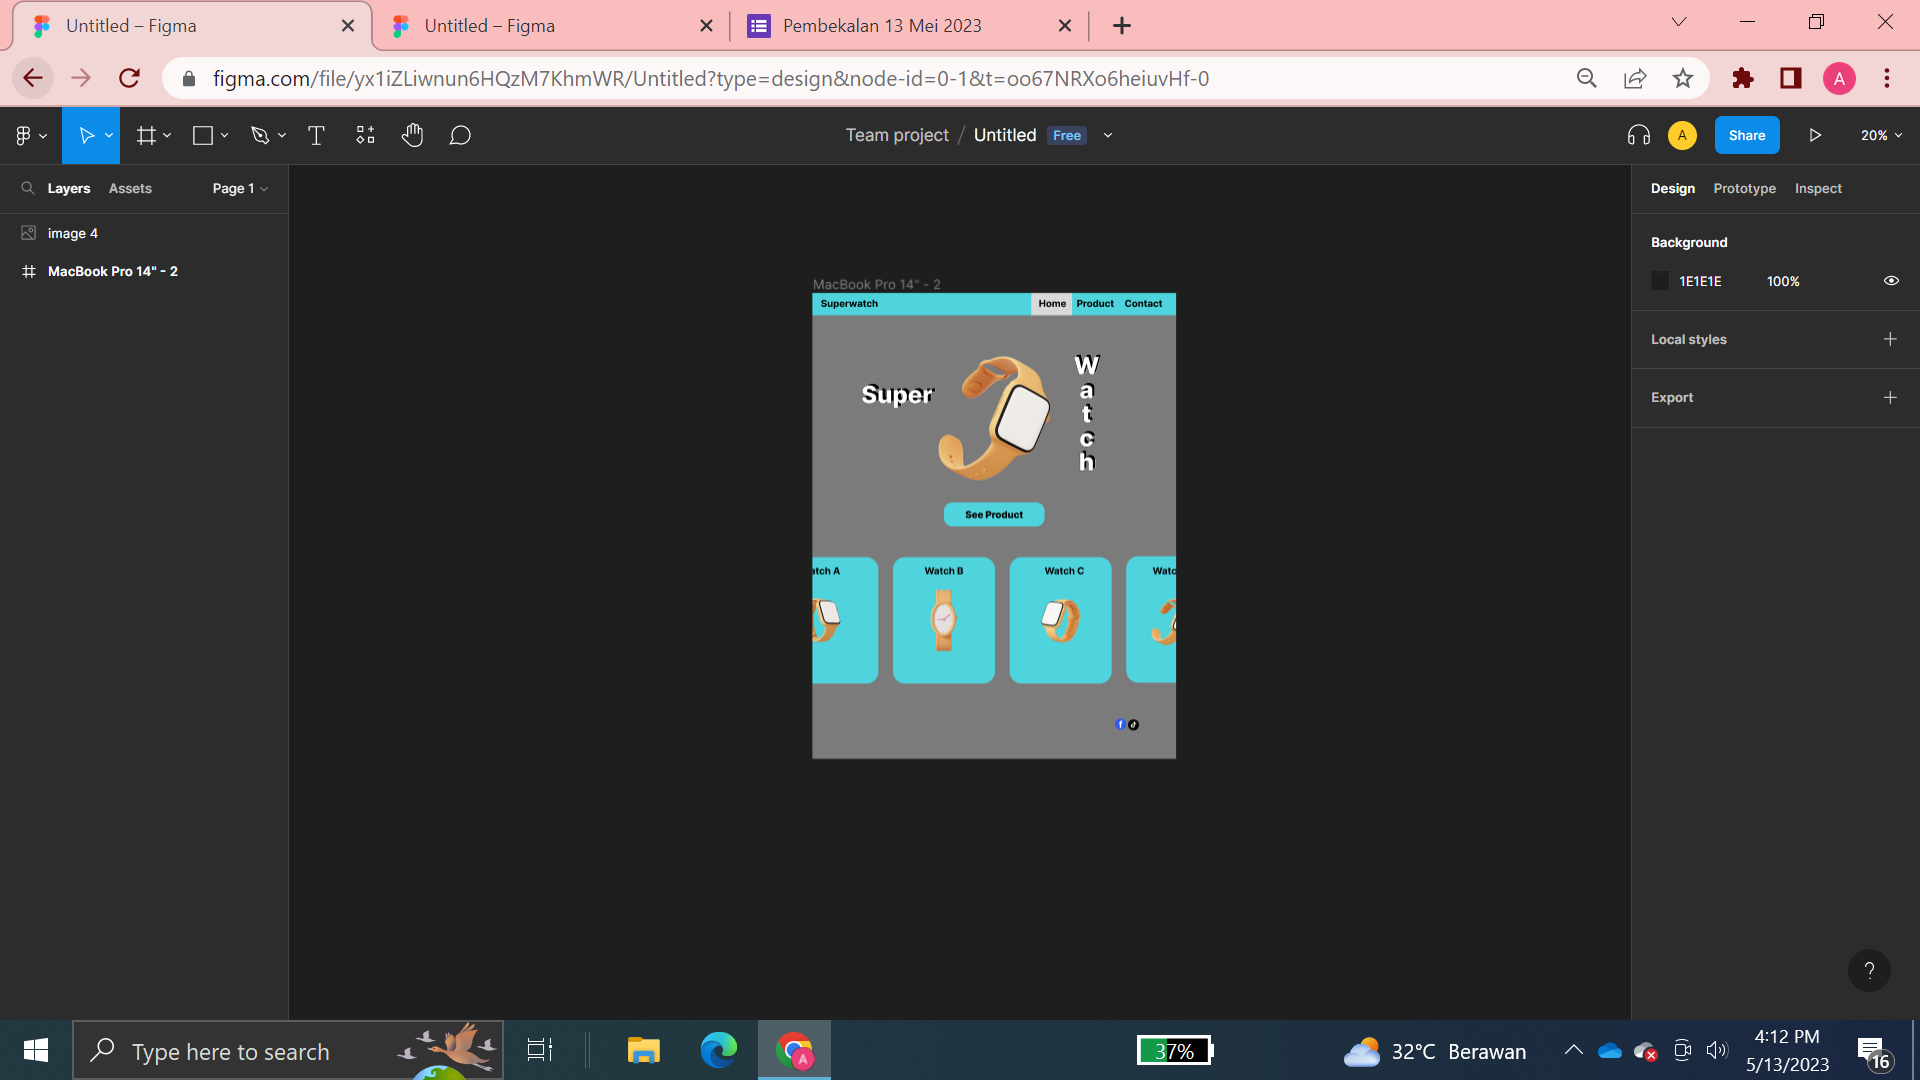 Untitled – Figma
Untitled – Figma
Pembekalan 13 Mei 2023
figma.com/file/yx1iZLiwnun6HQzM7KhmWR/Untitled?type=design&node-id=0-1&t=oo67NRXo6heiuvHf-0
A
Team project / Untitled Free
A
Share
20%
Layers Assets Page 1
Design Prototype Inspect
image 4
MacBook Pro 14" - 2
Background
1E1E1E 100%
Local styles
Export
MacBook Pro 14" - 2
Superwatch Home Product Contact
Super
W
a
t
c
h
See Product
atch A Watch B Watch C Watc
?
Type here to search
A
37%
32°C Berawan
4:12 PM
5/13/2023
16